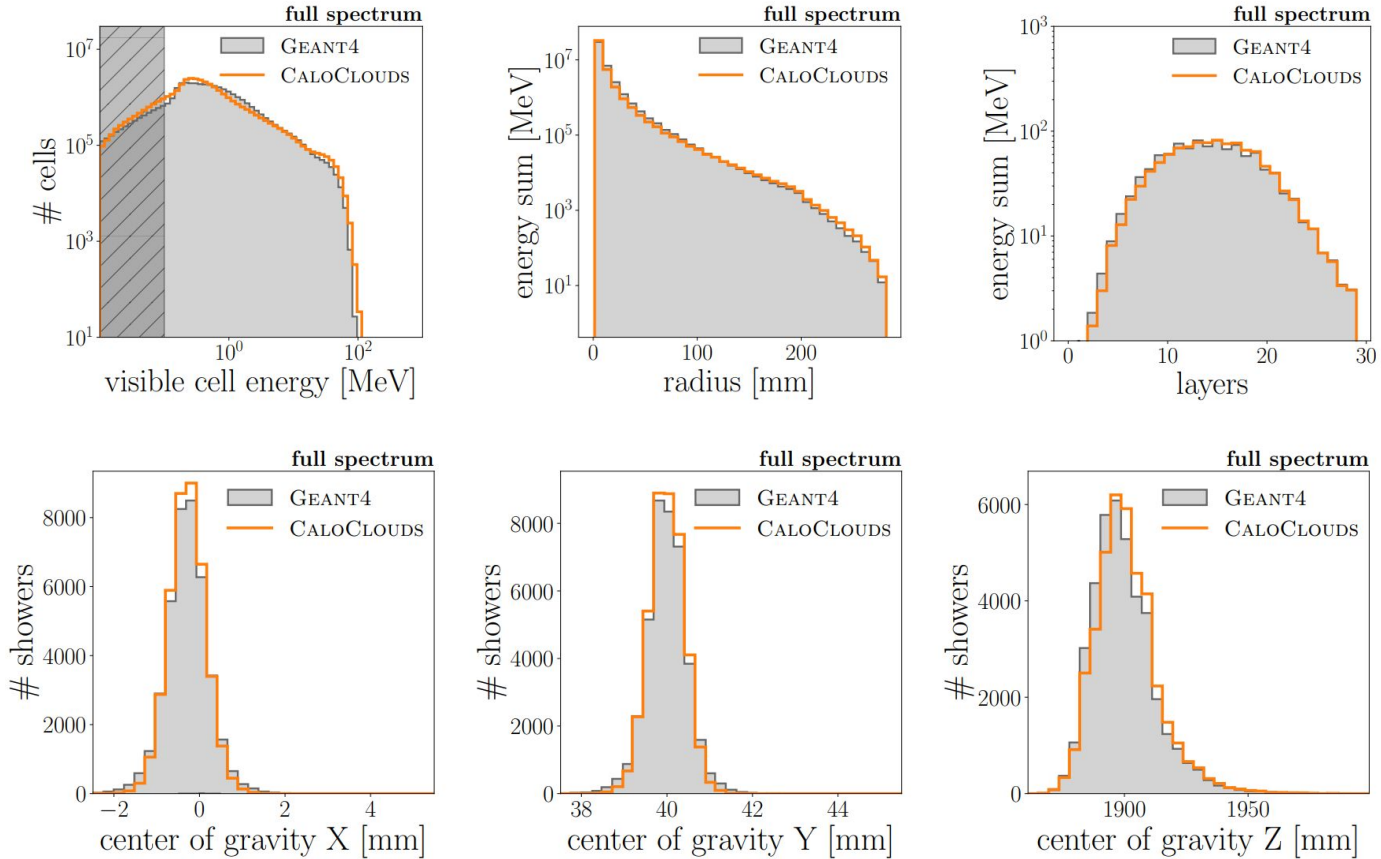 full spectrum
GEANT4
CALOCLOUDS
# cells
10^7
10^5
10^3
10^1
10^0
10^2
visible cell energy [MeV]
full spectrum
GEANT4
CALOCLOUDS
energy sum [MeV]
10^7
10^5
10^3
10^1
0
100
200
radius [mm]
full spectrum
GEANT4
CALOCLOUDS
energy sum [MeV]
10^3
10^2
10^1
10^0
0
10
20
30
layers
full spectrum
GEANT4
CALOCLOUDS
# showers
8000
6000
4000
2000
0
−2
0
2
4
center of gravity X [mm]
full spectrum
GEANT4
CALOCLOUDS
# showers
8000
6000
4000
2000
0
38
40
42
44
center of gravity Y [mm]
full spectrum
GEANT4
CALOCLOUDS
# showers
6000
4000
2000
0
1900
1950
center of gravity Z [mm]